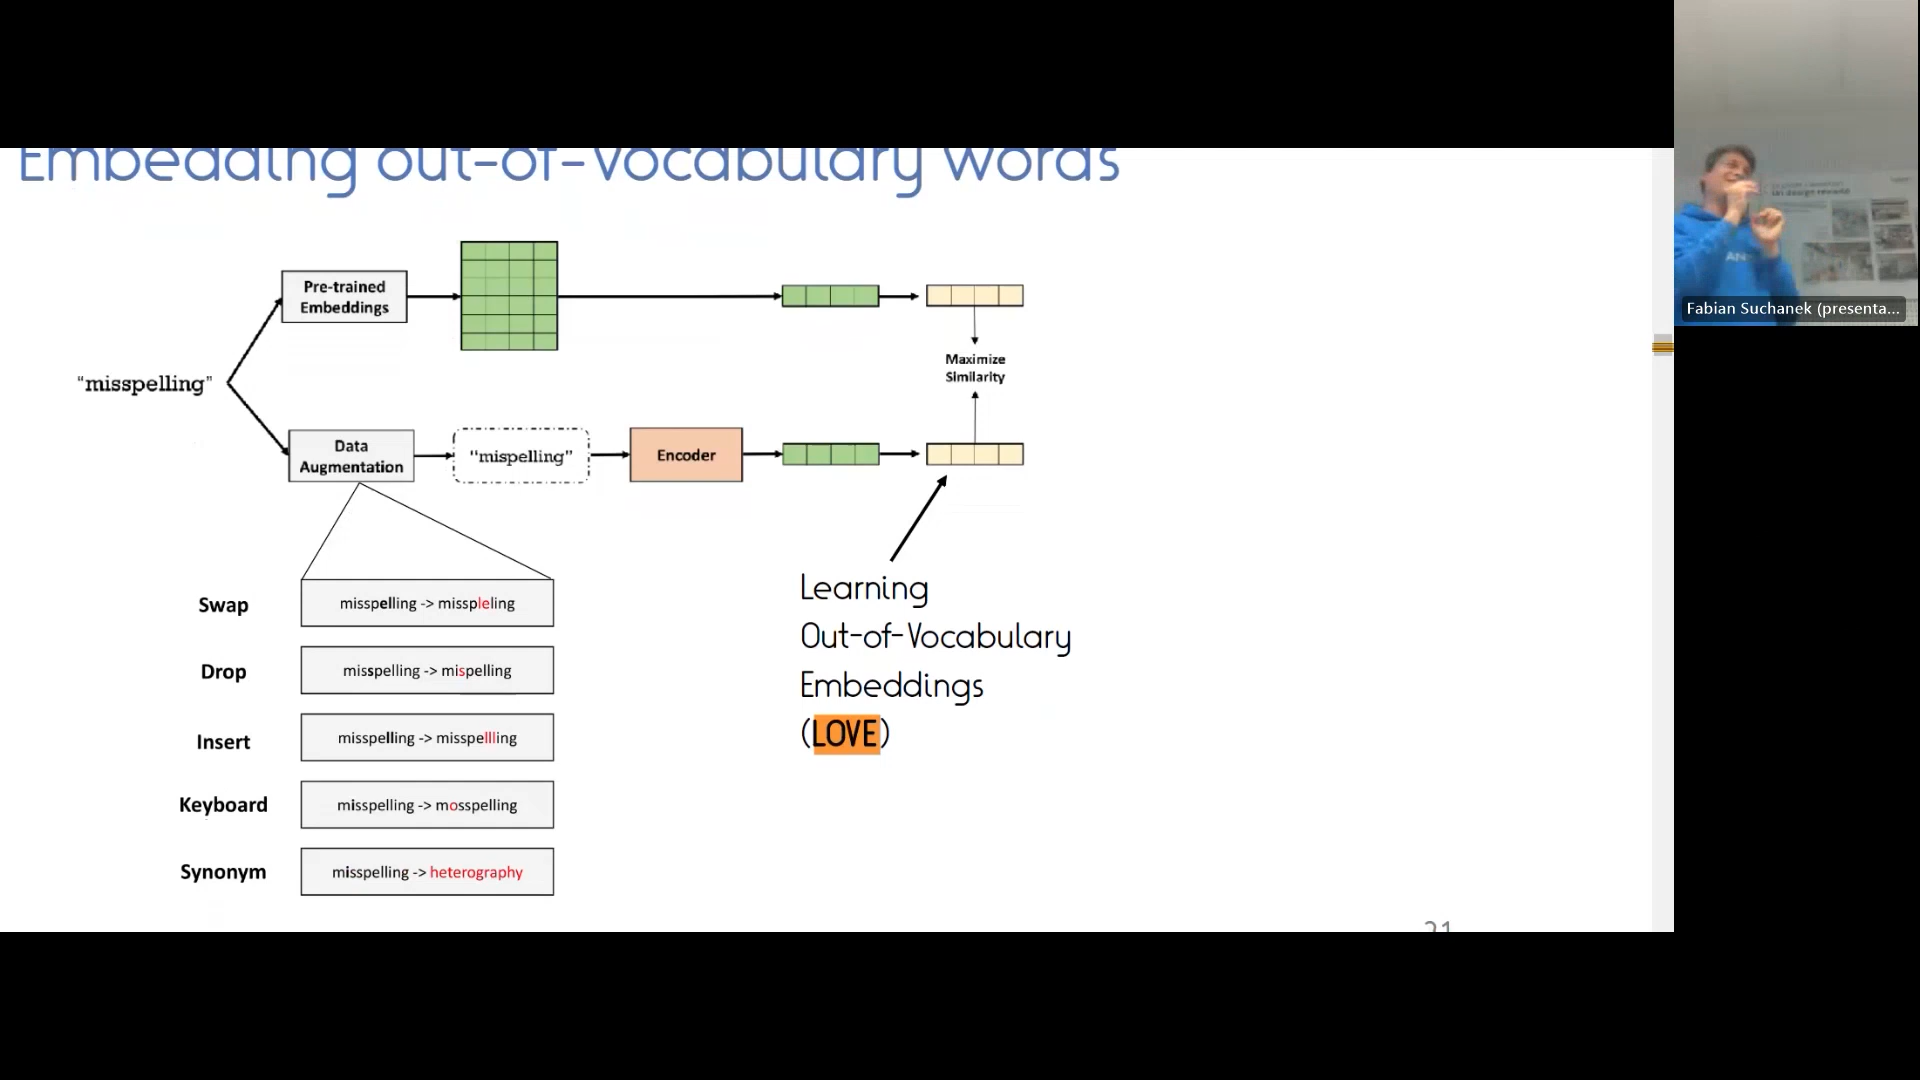 Embedding out-of-vocabulary words
Pre-trained
Embeddings
"misspelling"
Maximize
Similarity
Data
Augmentation
"mispelling"
Encoder
Swap
misspelling -> misspleling
Drop
misspelling -> mispelling
Insert
misspelling -> misspellling
Keyboard
misspelling -> mosspelling
Synonym
misspelling -> heterography
Learning
Out-of-Vocabulary
Embeddings
(LOVE)
21
Fabian Suchanek (presenta...